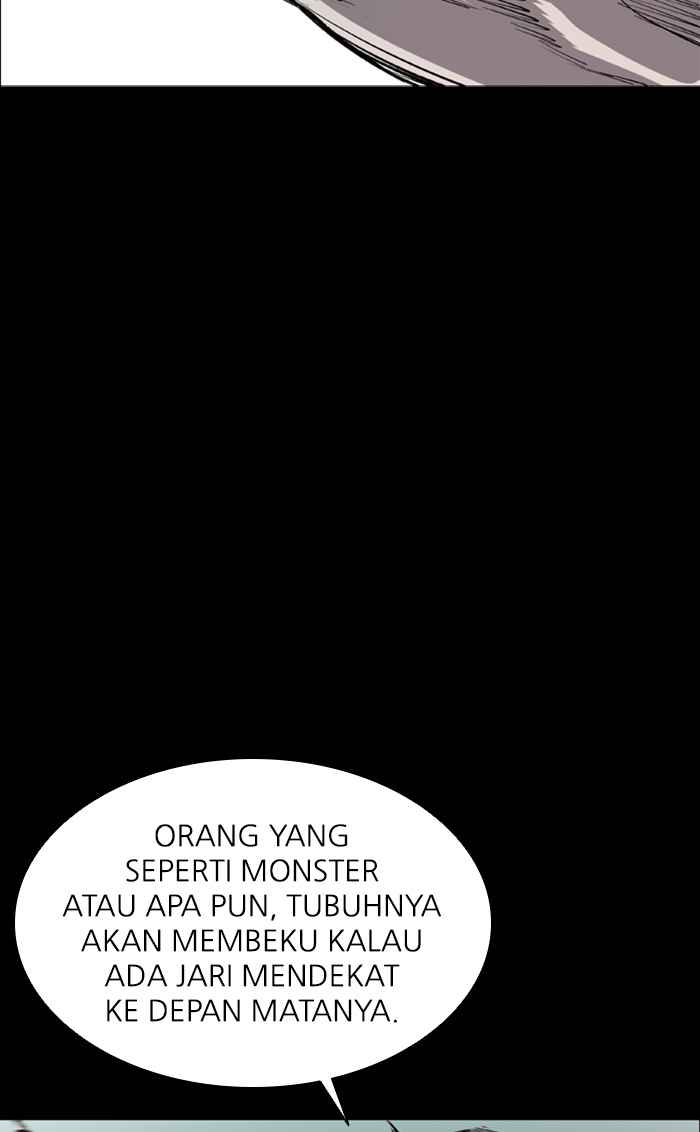 ORANG YANG
SEPERTI MONSTER
ATAU APA PUN, TUBUHNYA
AKAN MEMBEKU KALAU
ADA JARI MENDEKAT
KE DEPAN MATANYA.